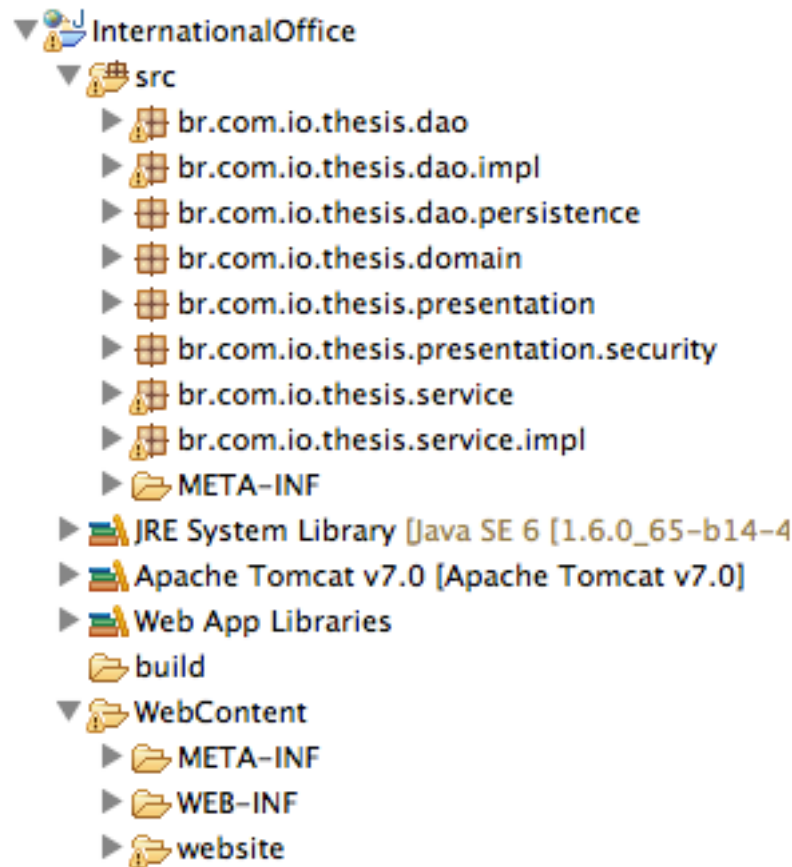 InternationalOffice
src
br.com.io.thesis.dao
br.com.io.thesis.dao.impl
br.com.io.thesis.dao.persistence
br.com.io.thesis.domain
br.com.io.thesis.presentation
br.com.io.thesis.presentation.security
br.com.io.thesis.service
br.com.io.thesis.service.impl
META-INF
JRE System Library [Java SE 6 [1.6.0_65-b14-4
Apache Tomcat v7.0 [Apache Tomcat v7.0]
Web App Libraries
build
WebContent
META-INF
WEB-INF
website